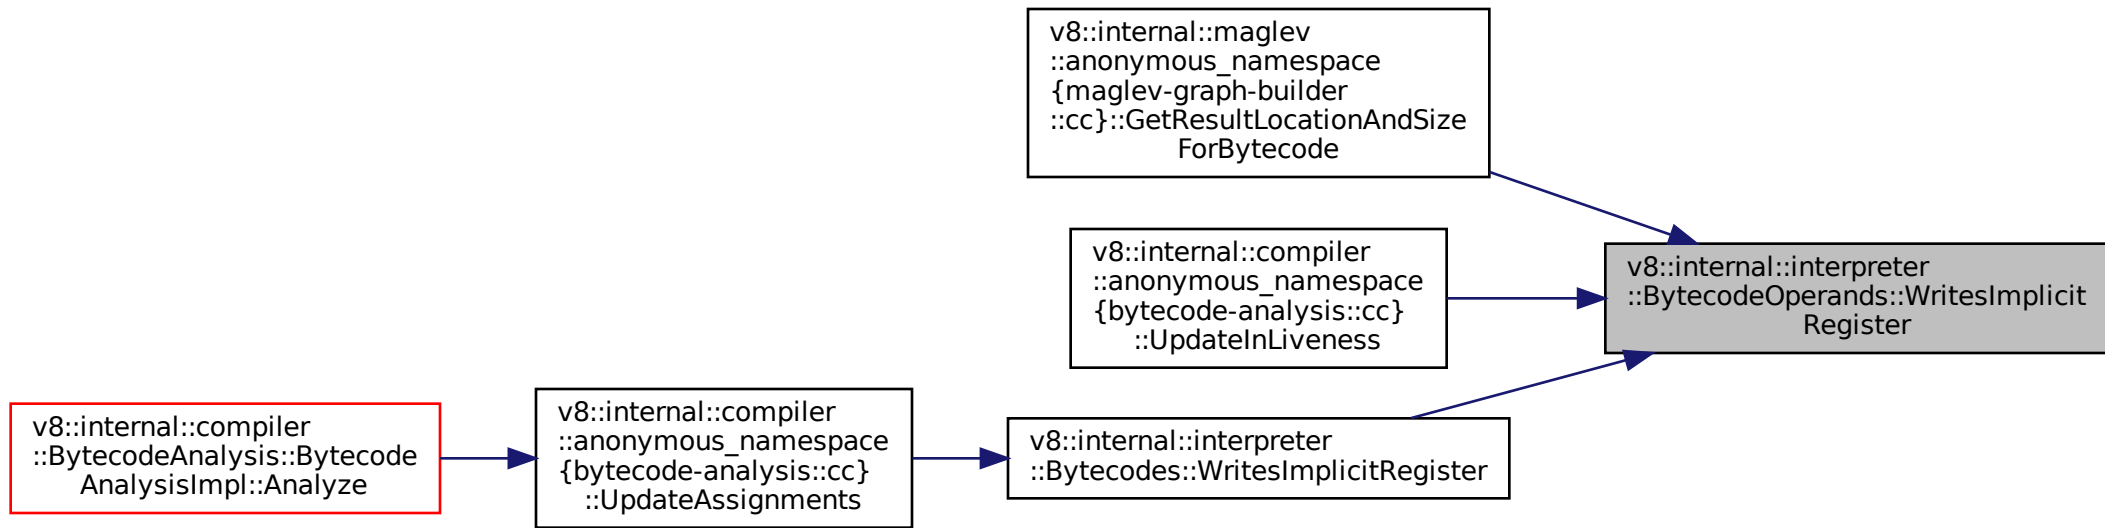 v8::internal::maglev
::anonymous_namespace
{maglev-graph-builder
::cc}::GetResultLocationAndSize
ForBytecode
v8::internal::compiler
::anonymous_namespace
{bytecode-analysis::cc}
::UpdateInLiveness
v8::internal::interpreter
::BytecodeOperands::WritesImplicit
Register
v8::internal::compiler
::BytecodeAnalysis::Bytecode
AnalysisImpl::Analyze
v8::internal::compiler
::anonymous_namespace
{bytecode-analysis::cc}
::UpdateAssignments
v8::internal::interpreter
::Bytecodes::WritesImplicitRegister